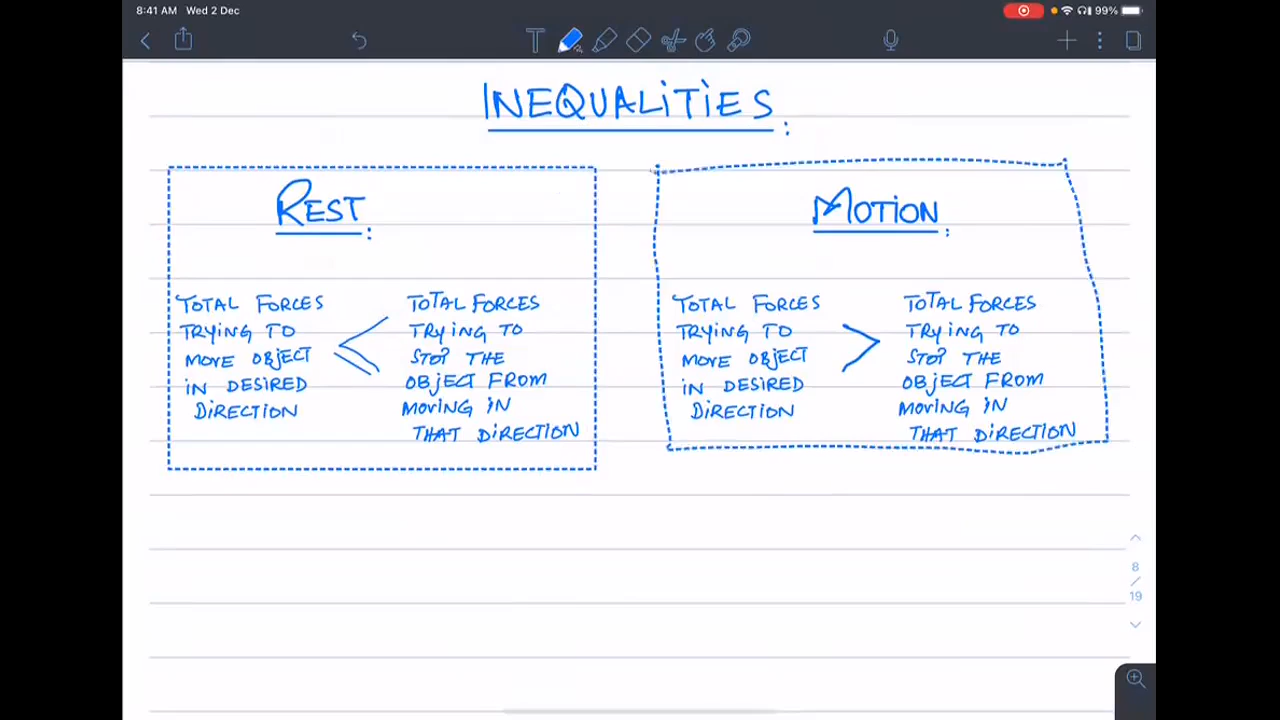 8:41 AM Wed 2 Dec
99%
INEQUALITIES:
REST:
TOTAL FORCES
TRYING TO
MOVE OBJECT
IN DESIRED
DIRECTION
≤
TOTAL FORCES
TRYING TO
STOP THE
OBJECT FROM
MOVING IN
THAT DIRECTION
MOTION:
TOTAL FORCES
TRYING TO
MOVE OBJECT
IN DESIRED
DIRECTION
>
TOTAL FORCES
TRYING TO
STOP THE
OBJECT FROM
MOVING IN
THAT DIRECTION
8
/
19